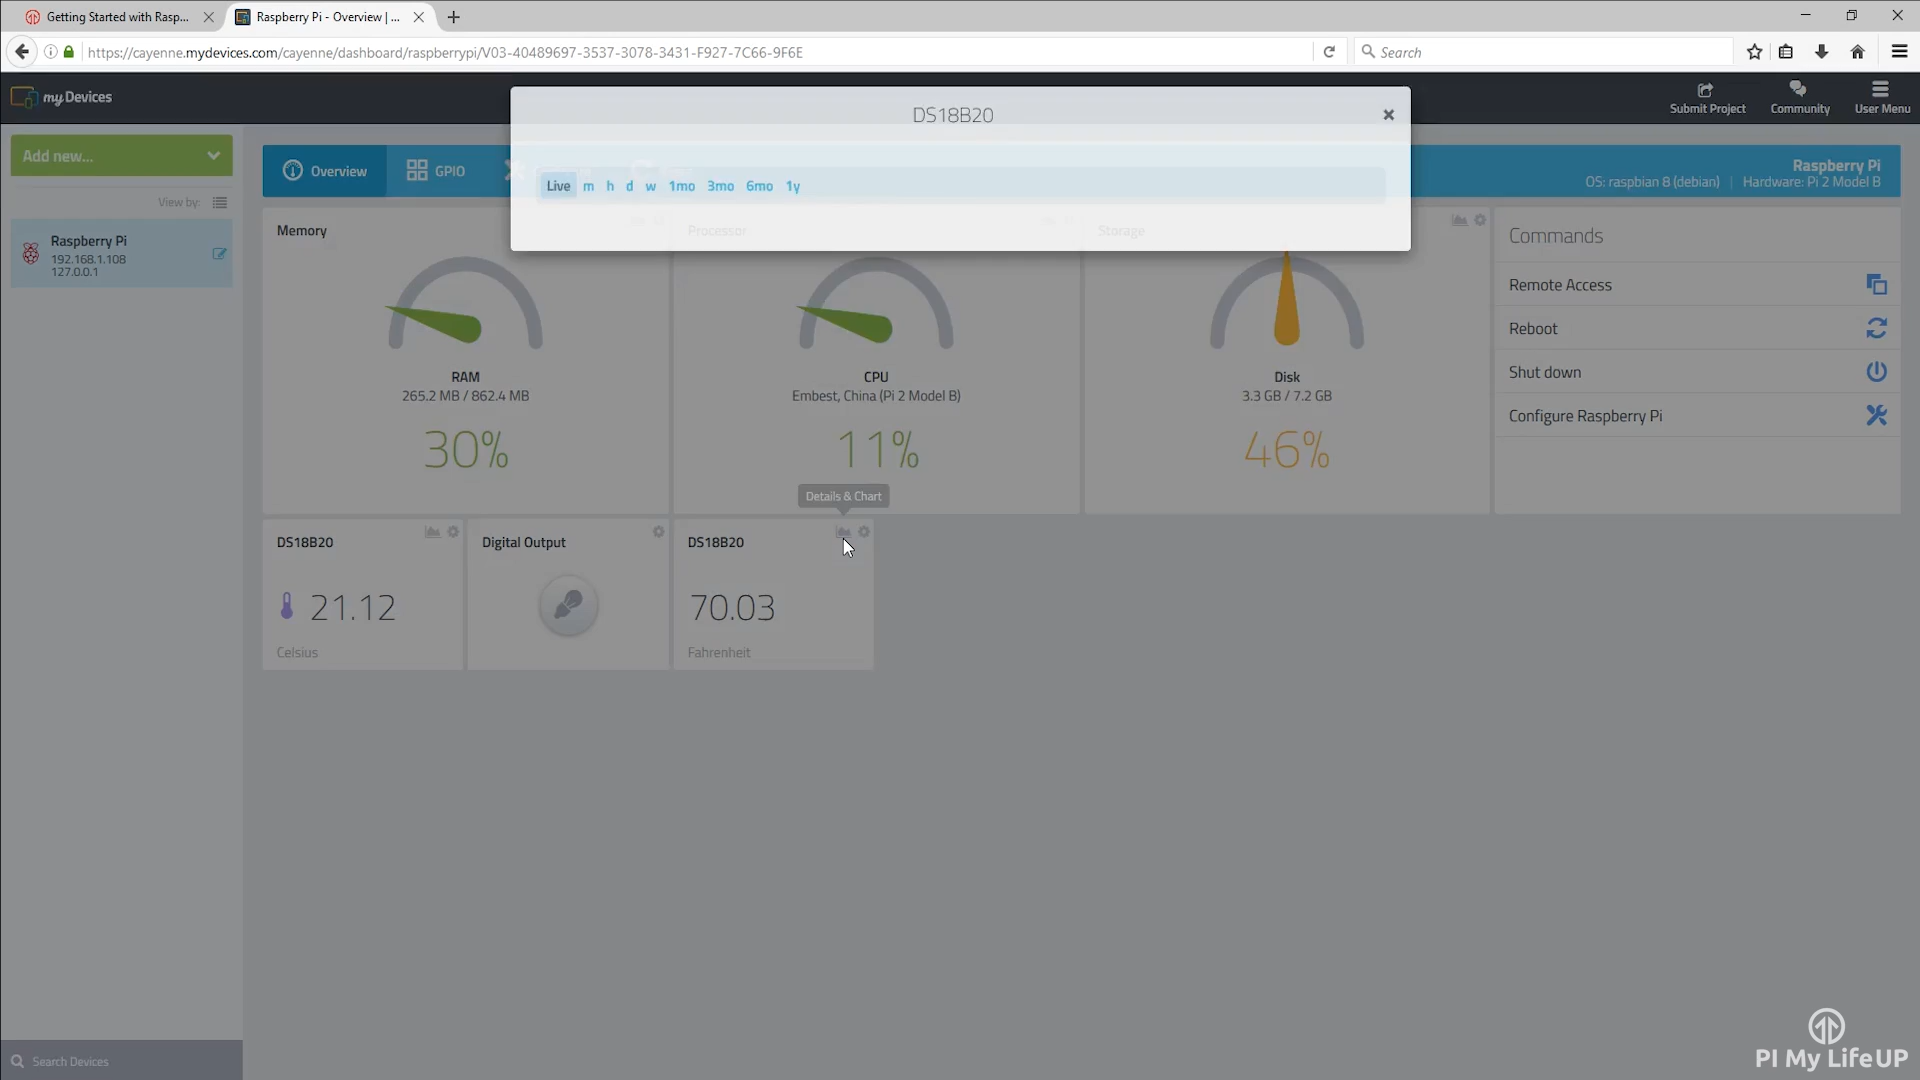 Getting Started with Rasp...
Raspberry Pi - Overview | ...
https://cayenne.mydevices.com/cayenne/dashboard/raspberrypi/V03-40489697-3537-3078-3431-F927-7C66-9F6E
Search
my Devices
Submit Project
Community
User Menu
DS18B20
Live m h d w 1mo 3mo 6mo 1y
Add new...
View by:
Raspberry Pi
192.168.1.108
127.0.0.1
Overview
GPIO
Raspberry Pi
OS: raspbian 8 (debian) | Hardware: Pi 2 Model B
Memory
RAM
265.2 MB / 862.4 MB
30%
Processor
CPU
Embest, China (Pi 2 Model B)
11%
Storage
Disk
3.3 GB / 7.2 GB
46%
Commands
Remote Access
Reboot
Shut down
Configure Raspberry Pi
Details & Chart
DS18B20
21.12
Celsius
Digital Output
DS18B20
70.03
Fahrenheit
Search Devices
PI My LifeUP